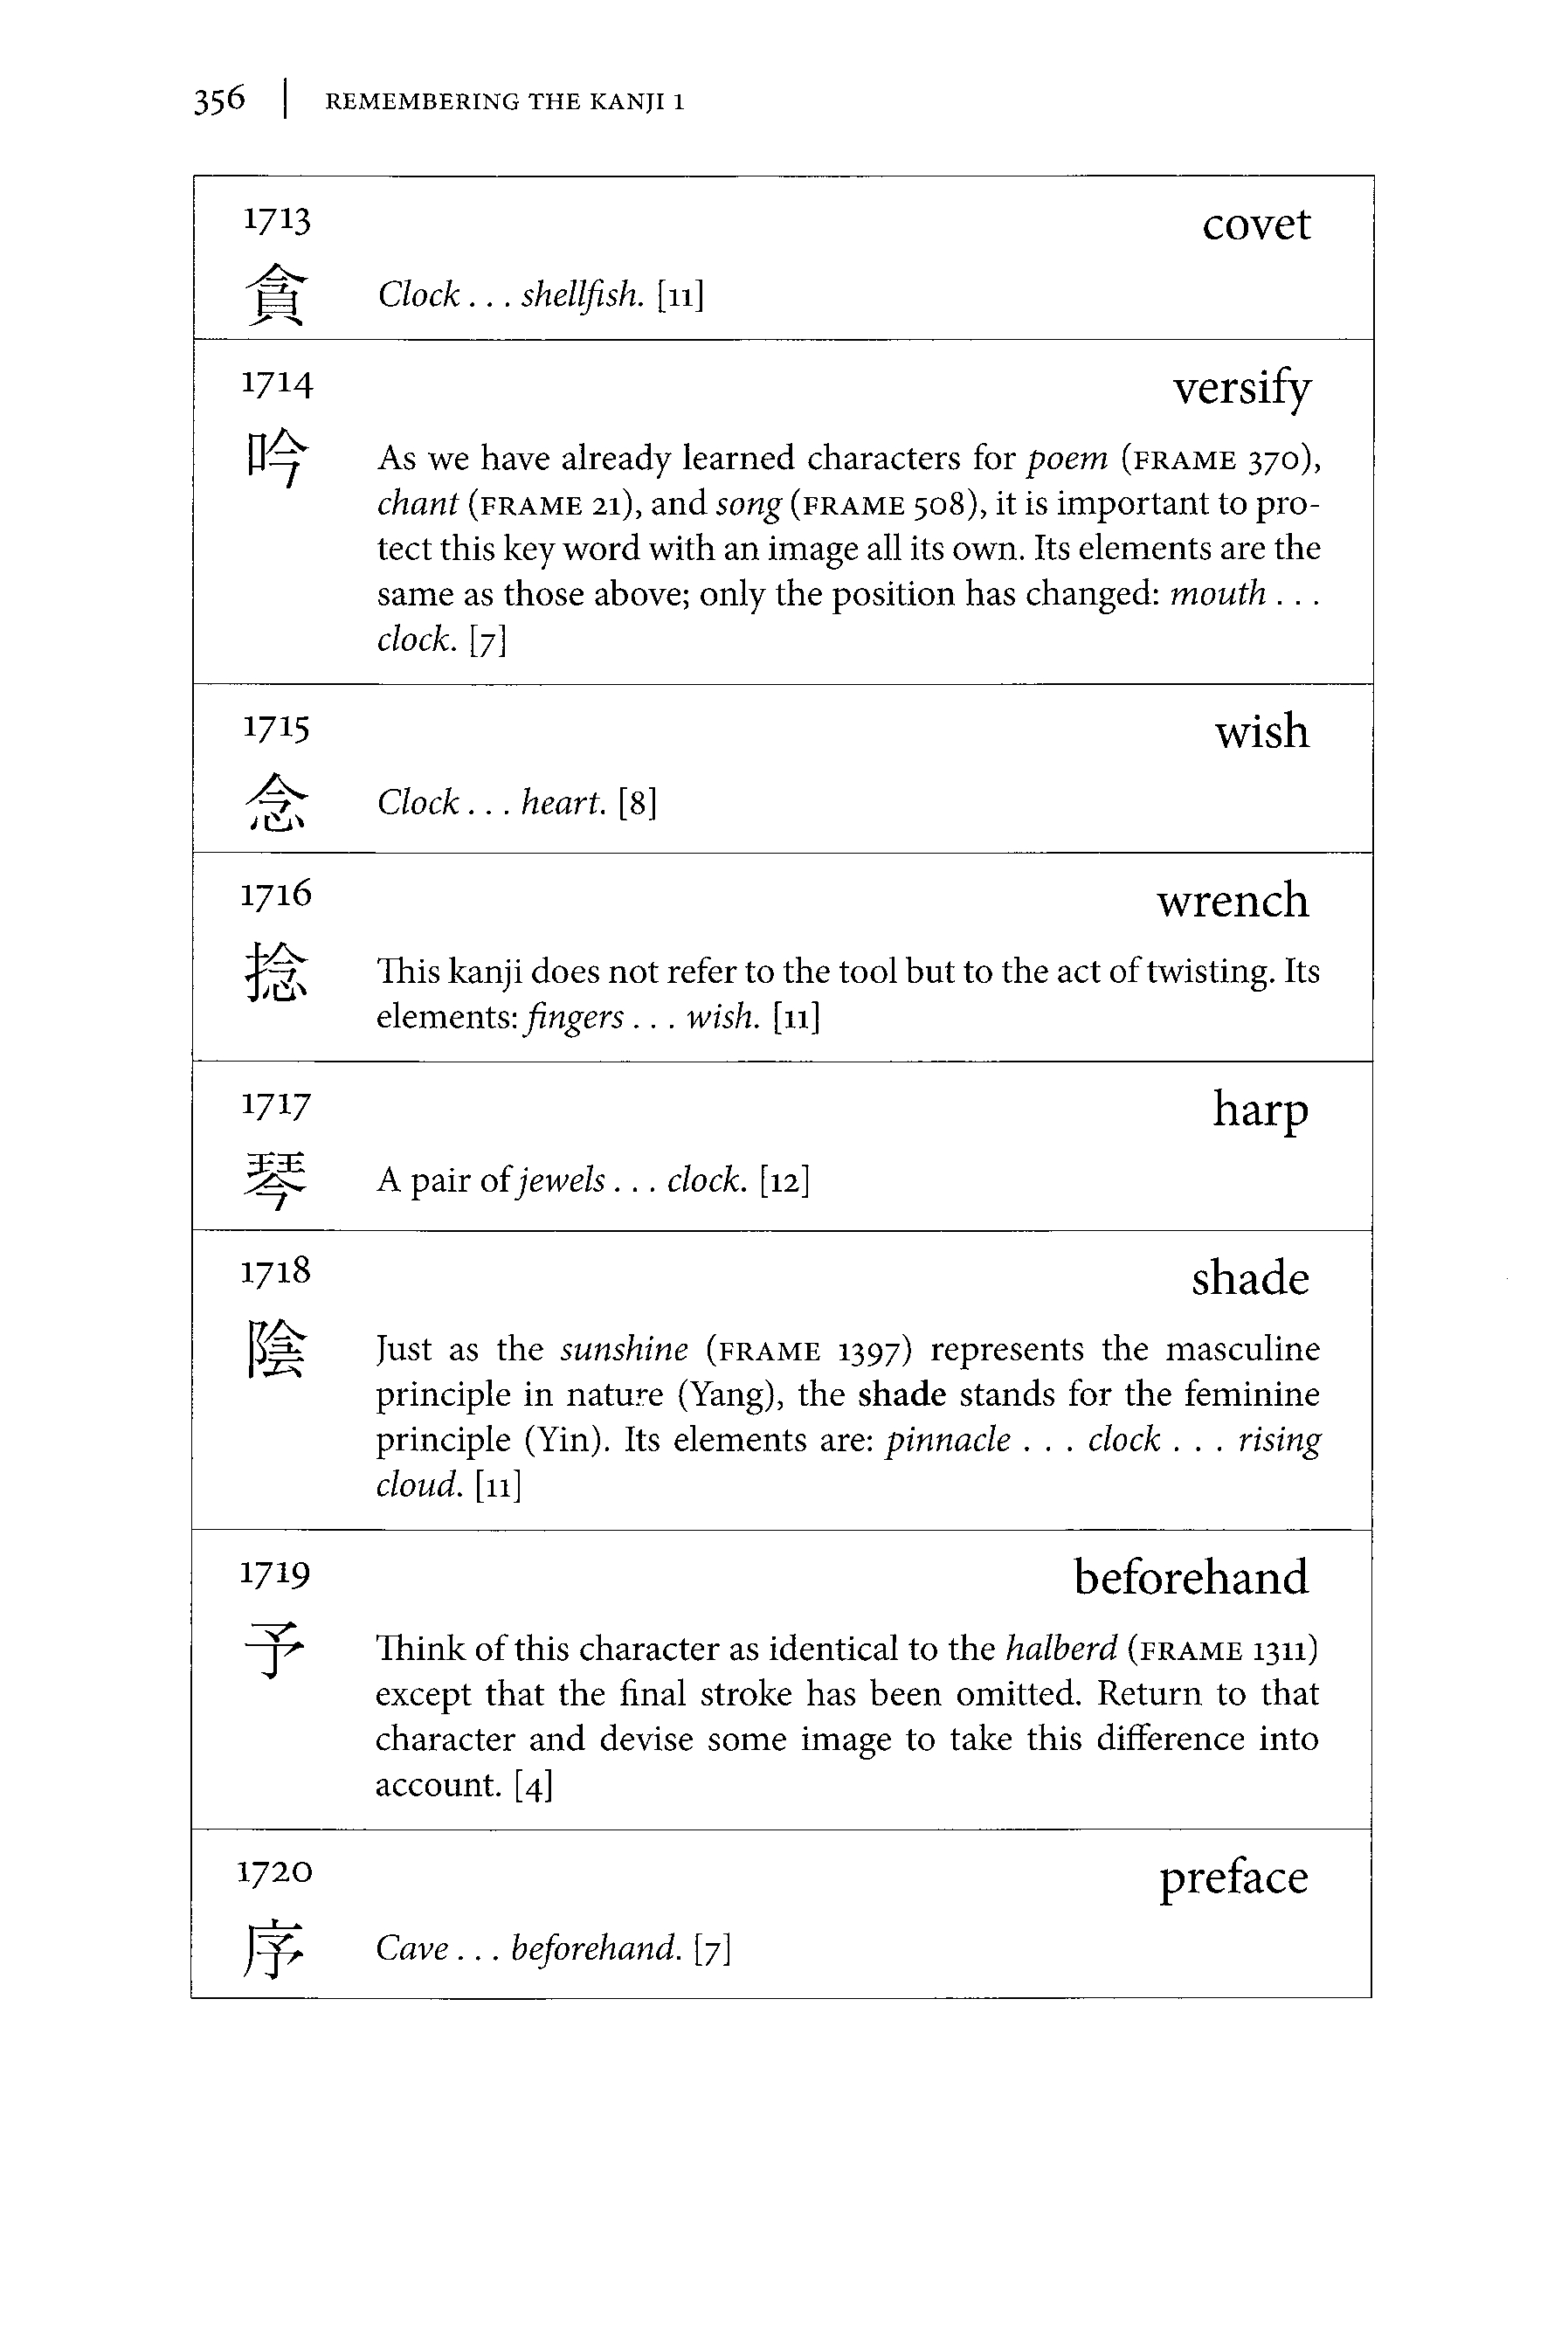 356 | REMEMBERING THE KANJI 1
1713 covet
貪 Clock . . . shellfish. [11]
1714 versify
吟 As we have already learned characters for poem (FRAME 370),
chant (FRAME 21), and song (FRAME 508), it is important to pro-
tect this key word with an image all its own. Its elements are the
same as those above; only the position has changed: mouth . . .
clock. [7]
1715 wish
念 Clock . . . heart. [8]
1716 wrench
捻 This kanji does not refer to the tool but to the act of twisting. Its
elements: fingers . . . wish. [11]
1717 harp
琴 A pair of jewels . . . clock. [12]
1718 shade
陰 Just as the sunshine (FRAME 1397) represents the masculine
principle in nature (Yang), the shade stands for the feminine
principle (Yin). Its elements are: pinnacle . . . clock . . . rising
cloud. [11]
1719 beforehand
予 Think of this character as identical to the halberd (FRAME 1311)
except that the final stroke has been omitted. Return to that
character and devise some image to take this difference into
account. [4]
1720 preface
序 Cave . . . beforehand. [7]